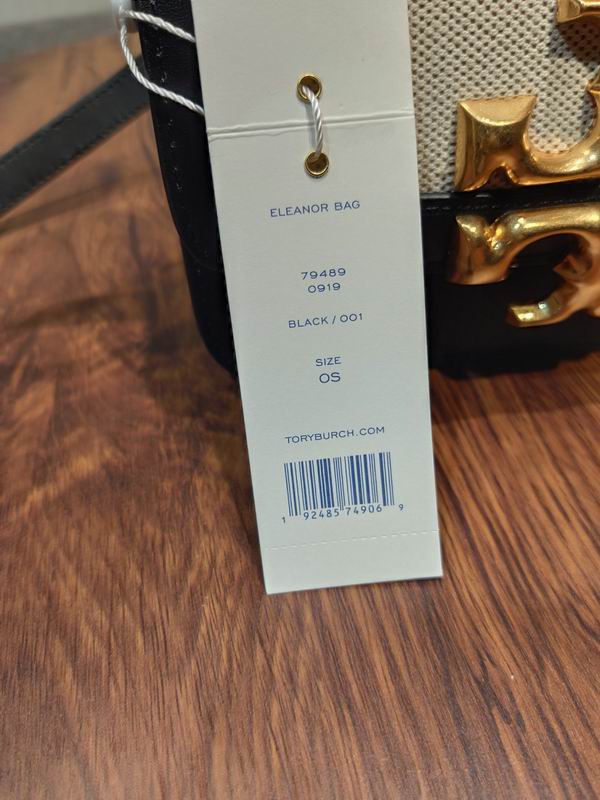 ELEANOR BAG
79489
0919
BLACK / 001
SIZE
OS
TORYBURCH.COM
1 92485 74906 9